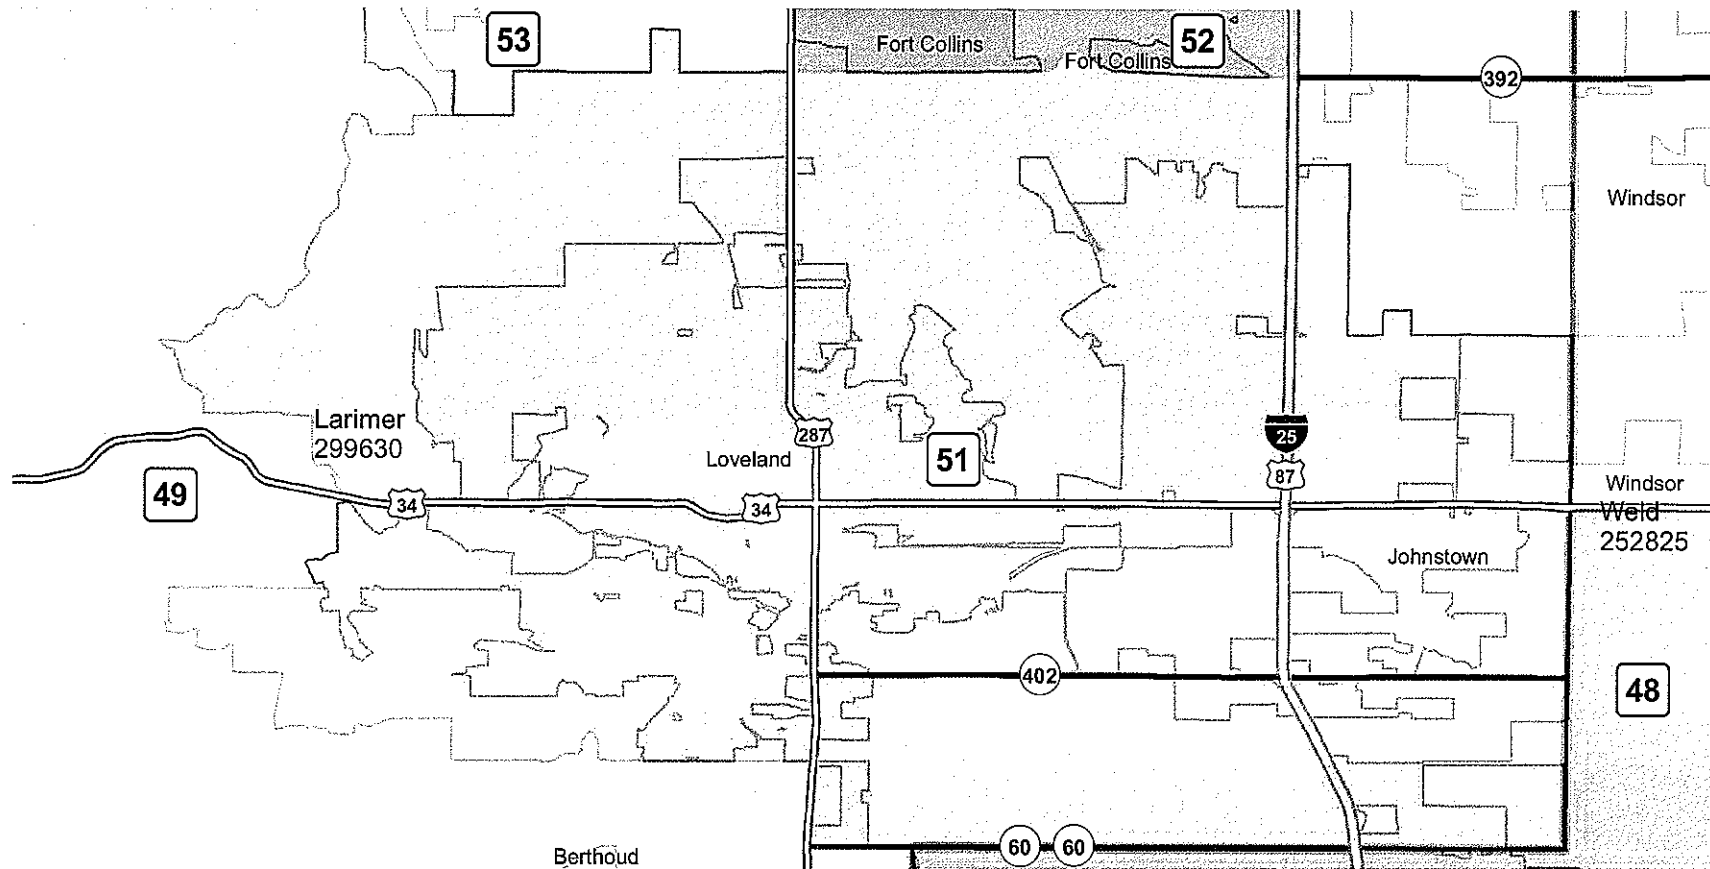 53
52
Fort Collins
Fort Collins
392
Windsor
Larimer
299630
287
25
51
Loveland
87
49
34
34
Windsor
Weld
252825
Johnstown
402
48
60 60
Berthoud